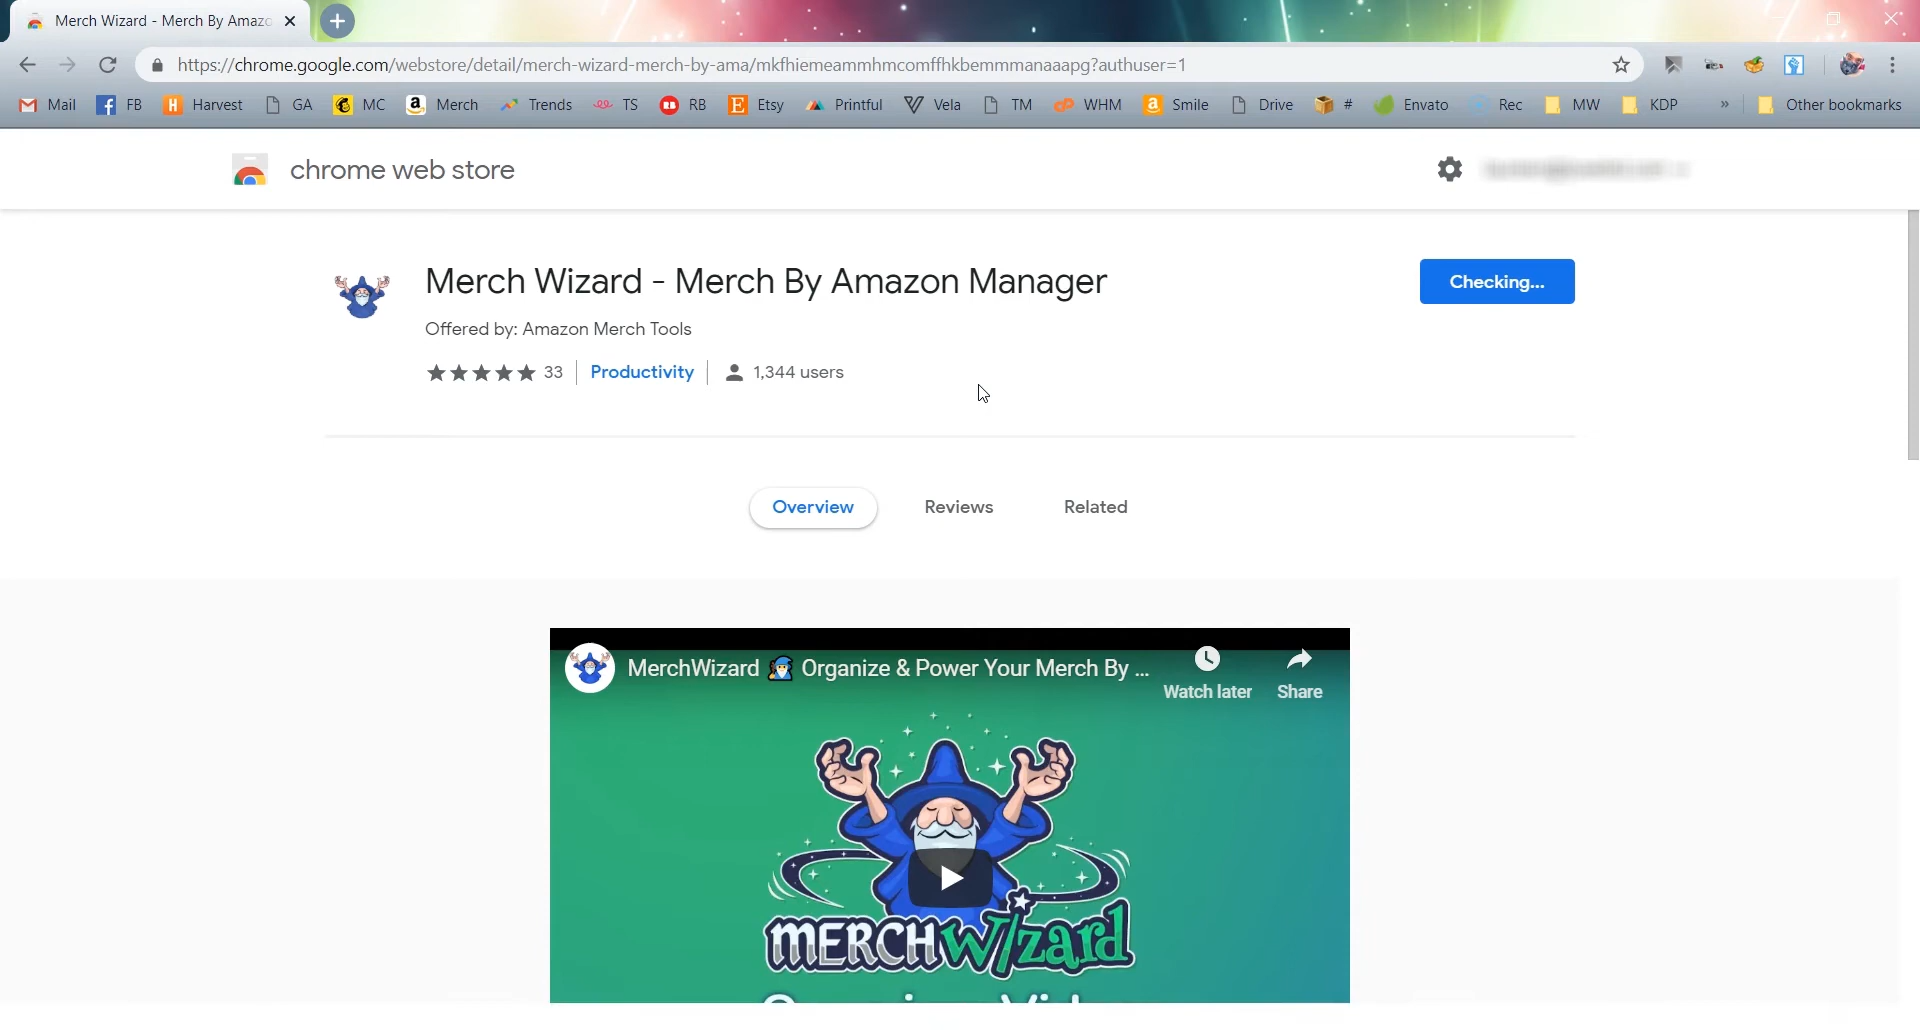 Merch Wizard - Merch By Amazo
https://chrome.google.com/webstore/detail/merch-wizard-merch-by-ama/mkfhiemeammhmcomffhkbemmmanaaapg?authuser=1
Mail FB Harvest GA MC Merch Trends TS RB Etsy Printful Vela TM WHM Smile Drive # Envato Rec MW KDP » Other bookmarks
chrome web store
Merch Wizard - Merch By Amazon Manager
Checking...
Offered by: Amazon Merch Tools
33 Productivity 1,344 users
Overview Reviews Related
MerchWizard Organize & Power Your Merch By ...
Watch later Share
MERCHWizard